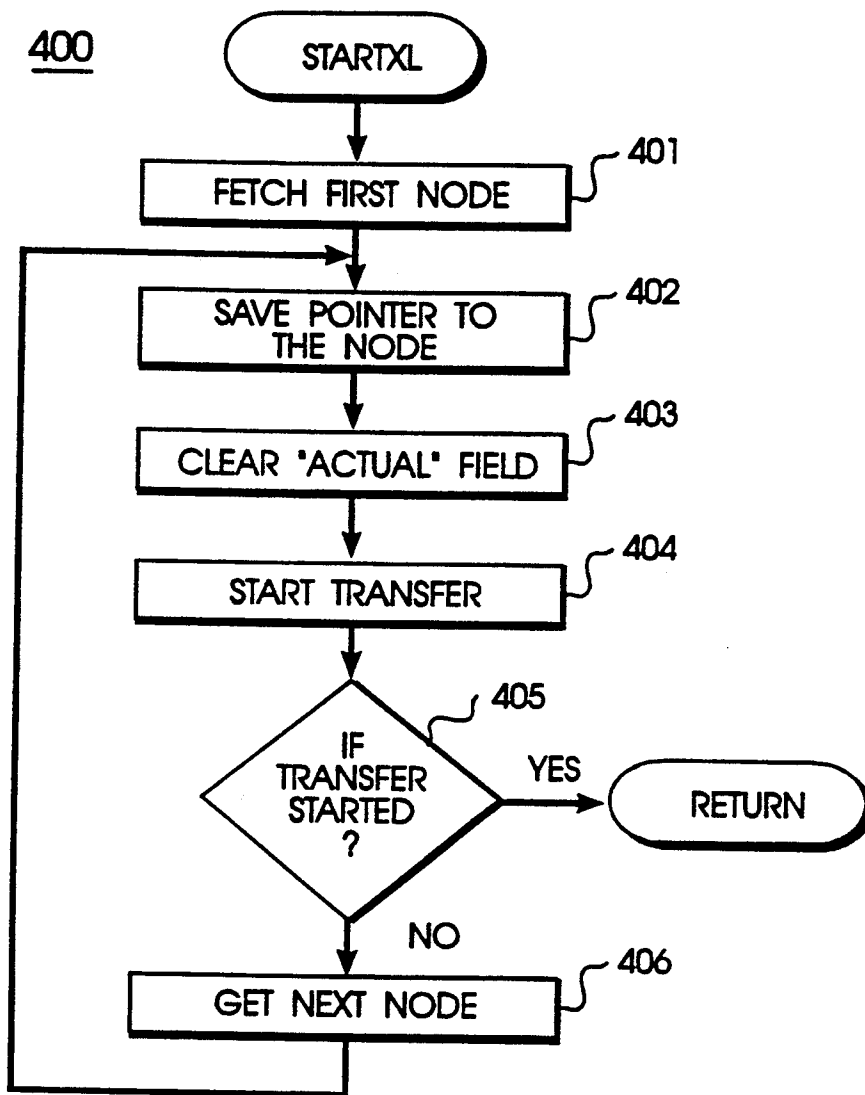 400
STARTXL
401
FETCH FIRST NODE
402
SAVE POINTER TO
THE NODE
403
CLEAR "ACTUAL" FIELD
404
START TRANSFER
405
IF
TRANSFER
STARTED
?
YES
RETURN
NO
406
GET NEXT NODE